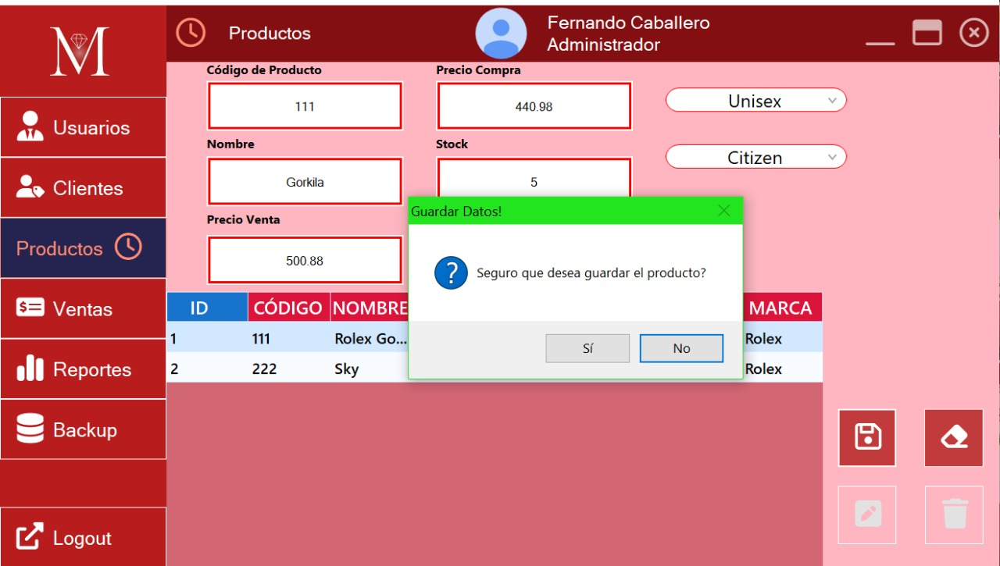 M
Productos
Fernando Caballero
Administrador
Usuarios
Clientes
Productos
Ventas
Reportes
Backup
Logout
Código de Producto
111
Precio Compra
440.98
Unisex
Nombre
Gorkila
Stock
5
Citizen
Precio Venta
500.88
Guardar Datos!
?
Seguro que desea guardar el producto?
Sí
No
ID CÓDIGO NOMBRE MARCA
1 111 Rolex Go... Rolex
2 222 Sky Rolex